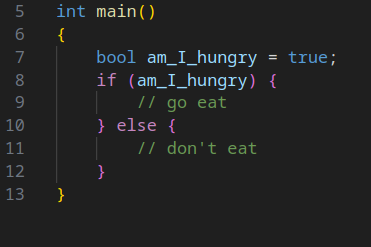 5 int main()
6 {
7 bool am_I_hungry = true;
8 if (am_I_hungry) {
9 // go eat
10 } else {
11 // don't eat
12 }
13 }